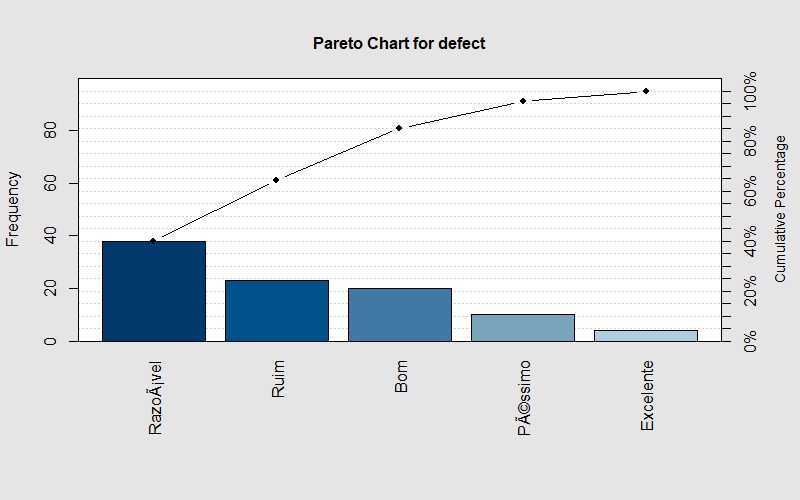 Pareto Chart for defect
Frequency
0
20
40
60
80
0%
20%
40%
60%
80%
100%
Cumulative Percentage
RazoÃ¡vel
Ruim
Bom
PÃ©ssimo
Excelente